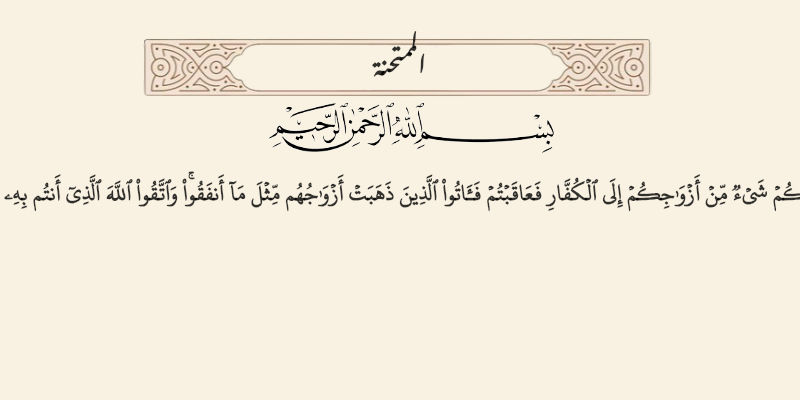 الممتحنة
بِسْمِ ٱللَّهِ ٱلرَّحْمَٰنِ ٱلرَّحِيمِ
شَىْءٌ مِّنْ أَزْوَٰجِكُمْ إِلَى ٱلْكُفَّارِ فَعَاقَبْتُمْ فَـَٔاتُوا۟ ٱلَّذِينَ ذَهَبَتْ أَزْوَٰجُهُم مِّثْلَ مَآ أَنفَقُوا۟ ۚ وَٱتَّقُوا۟ ٱللَّهَ ٱلَّذِىٓ أَنتُم بِهِۦ